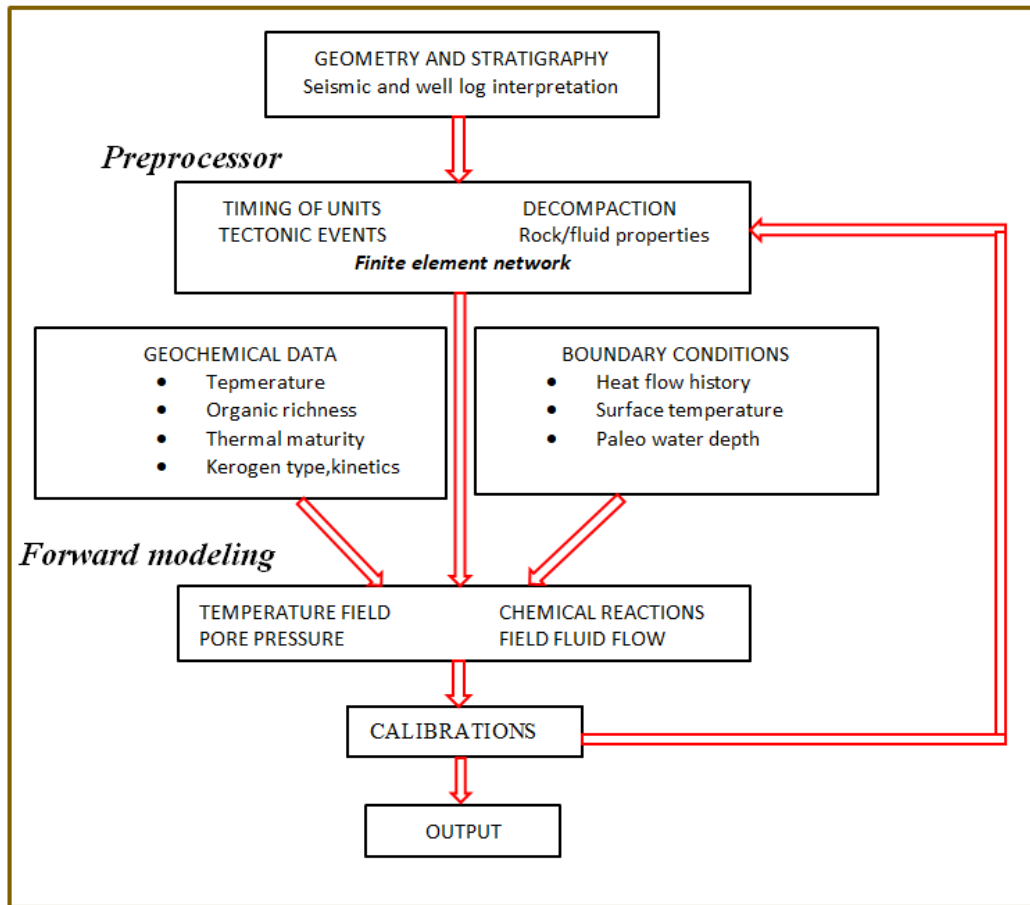 GEOMETRY AND STRATIGRAPHY
Seismic and well log interpretation
Preprocessor
TIMING OF UNITS
TECTONIC EVENTS
DECOMPACTION
Rock/fluid properties
Finite element network
GEOCHEMICAL DATA
• Tepmerature
• Organic richness
• Thermal maturity
• Kerogen type,kinetics
BOUNDARY CONDITIONS
• Heat flow history
• Surface temperature
• Paleo water depth
Forward modeling
TEMPERATURE FIELD
PORE PRESSURE
CHEMICAL REACTIONS
FIELD FLUID FLOW
CALIBRATIONS
OUTPUT